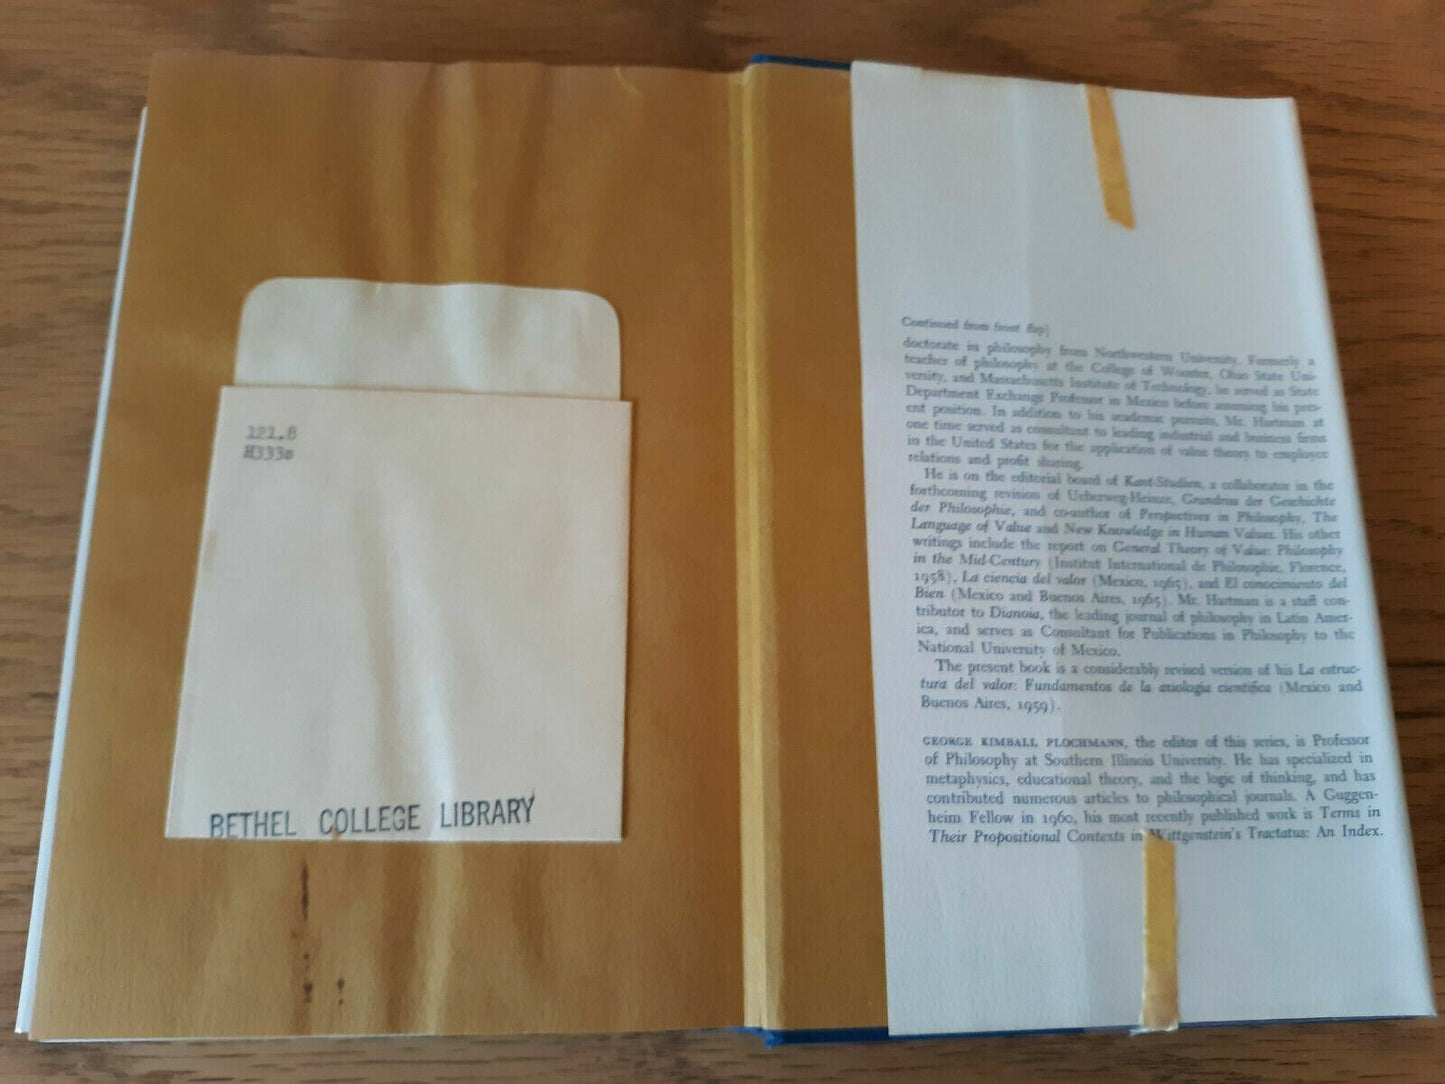 121.8
H333s
BETHEL COLLEGE LIBRARY
Continued from front flap]
doctorate in philosophy from Northwestern University. Formerly a
teacher of philosophy at the College of Wooster, Ohio State Uni-
versity, and Massachusetts Institute of Technology, he served as State
Department Exchange Professor in Mexico before assuming his pres-
ent position. In addition to his academic pursuits, Mr. Hartman at
one time served as consultant to leading industrial and business firms
in the United States for the application of value theory to employee
relations and profit sharing.
He is on the editorial board of Kant-Studien, a collaborator in the
forthcoming revision of Ueberweg-Heinze, Grundriss der Geschichte
der Philosophie, and co-author of Perspectives in Philosophy, The
Language of Value and New Knowledge in Human Values. His other
writings include the report on General Theory of Value: Philosophy
in the Mid-Century (Institut International de Philosophie, Florence,
1958), La ciencia del valor (Mexico, 1965), and El conocimiento del
Bien (Mexico and Buenos Aires, 1965). Mr. Hartman is a staff con-
tributor to Dianoia, the leading journal of philosophy in Latin Amer-
ica, and serves as Consultant for Publications in Philosophy to the
National University of Mexico.
The present book is a considerably revised version of his La estruc-
tura del valor: Fundamentos de la axiología científica (Mexico and
Buenos Aires, 1959).
GEORGE KIMBALL PLOCHMANN, the editor of this series, is Professor
of Philosophy at Southern Illinois University. He has specialized in
metaphysics, educational theory, and the logic of thinking, and has
contributed numerous articles to philosophical journals. A Guggen-
heim Fellow in 1960, his most recently published work is Terms in
Their Propositional Contexts in Wittgenstein's Tractatus: An Index.